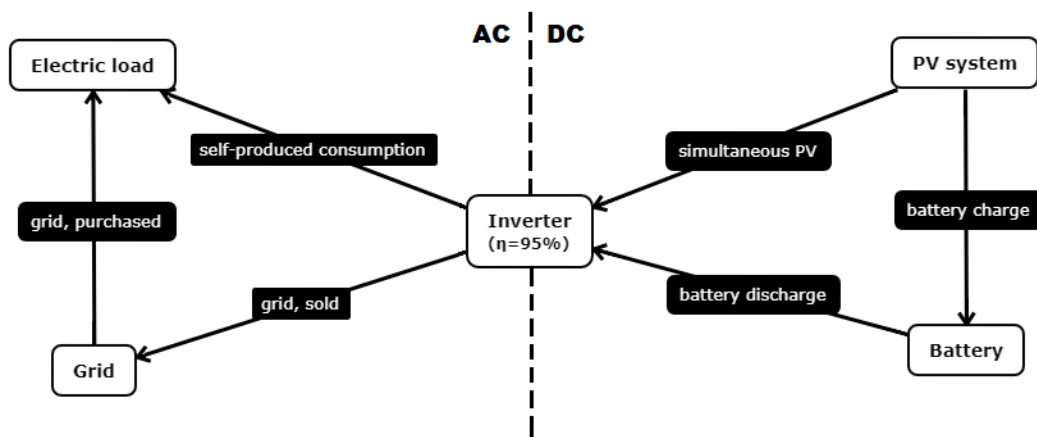 AC
DC
Electric load
PV system
self-produced consumption
simultaneous PV
grid, purchased
Inverter
(η=95%)
battery charge
grid, sold
battery discharge
Grid
Battery